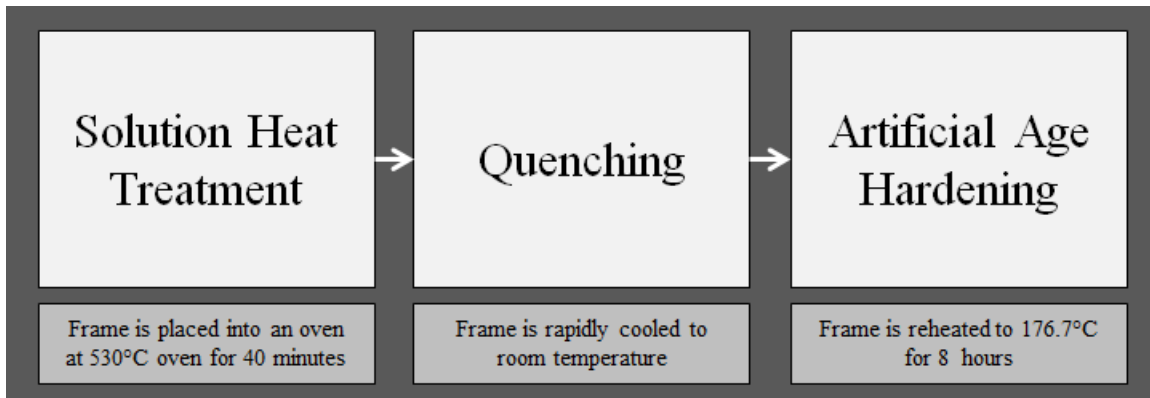 Solution Heat
Treatment
Quenching
Artificial Age
Hardening
Frame is placed into an oven
at 530°C oven for 40 minutes
Frame is rapidly cooled to
room temperature
Frame is reheated to 176.7°C
for 8 hours